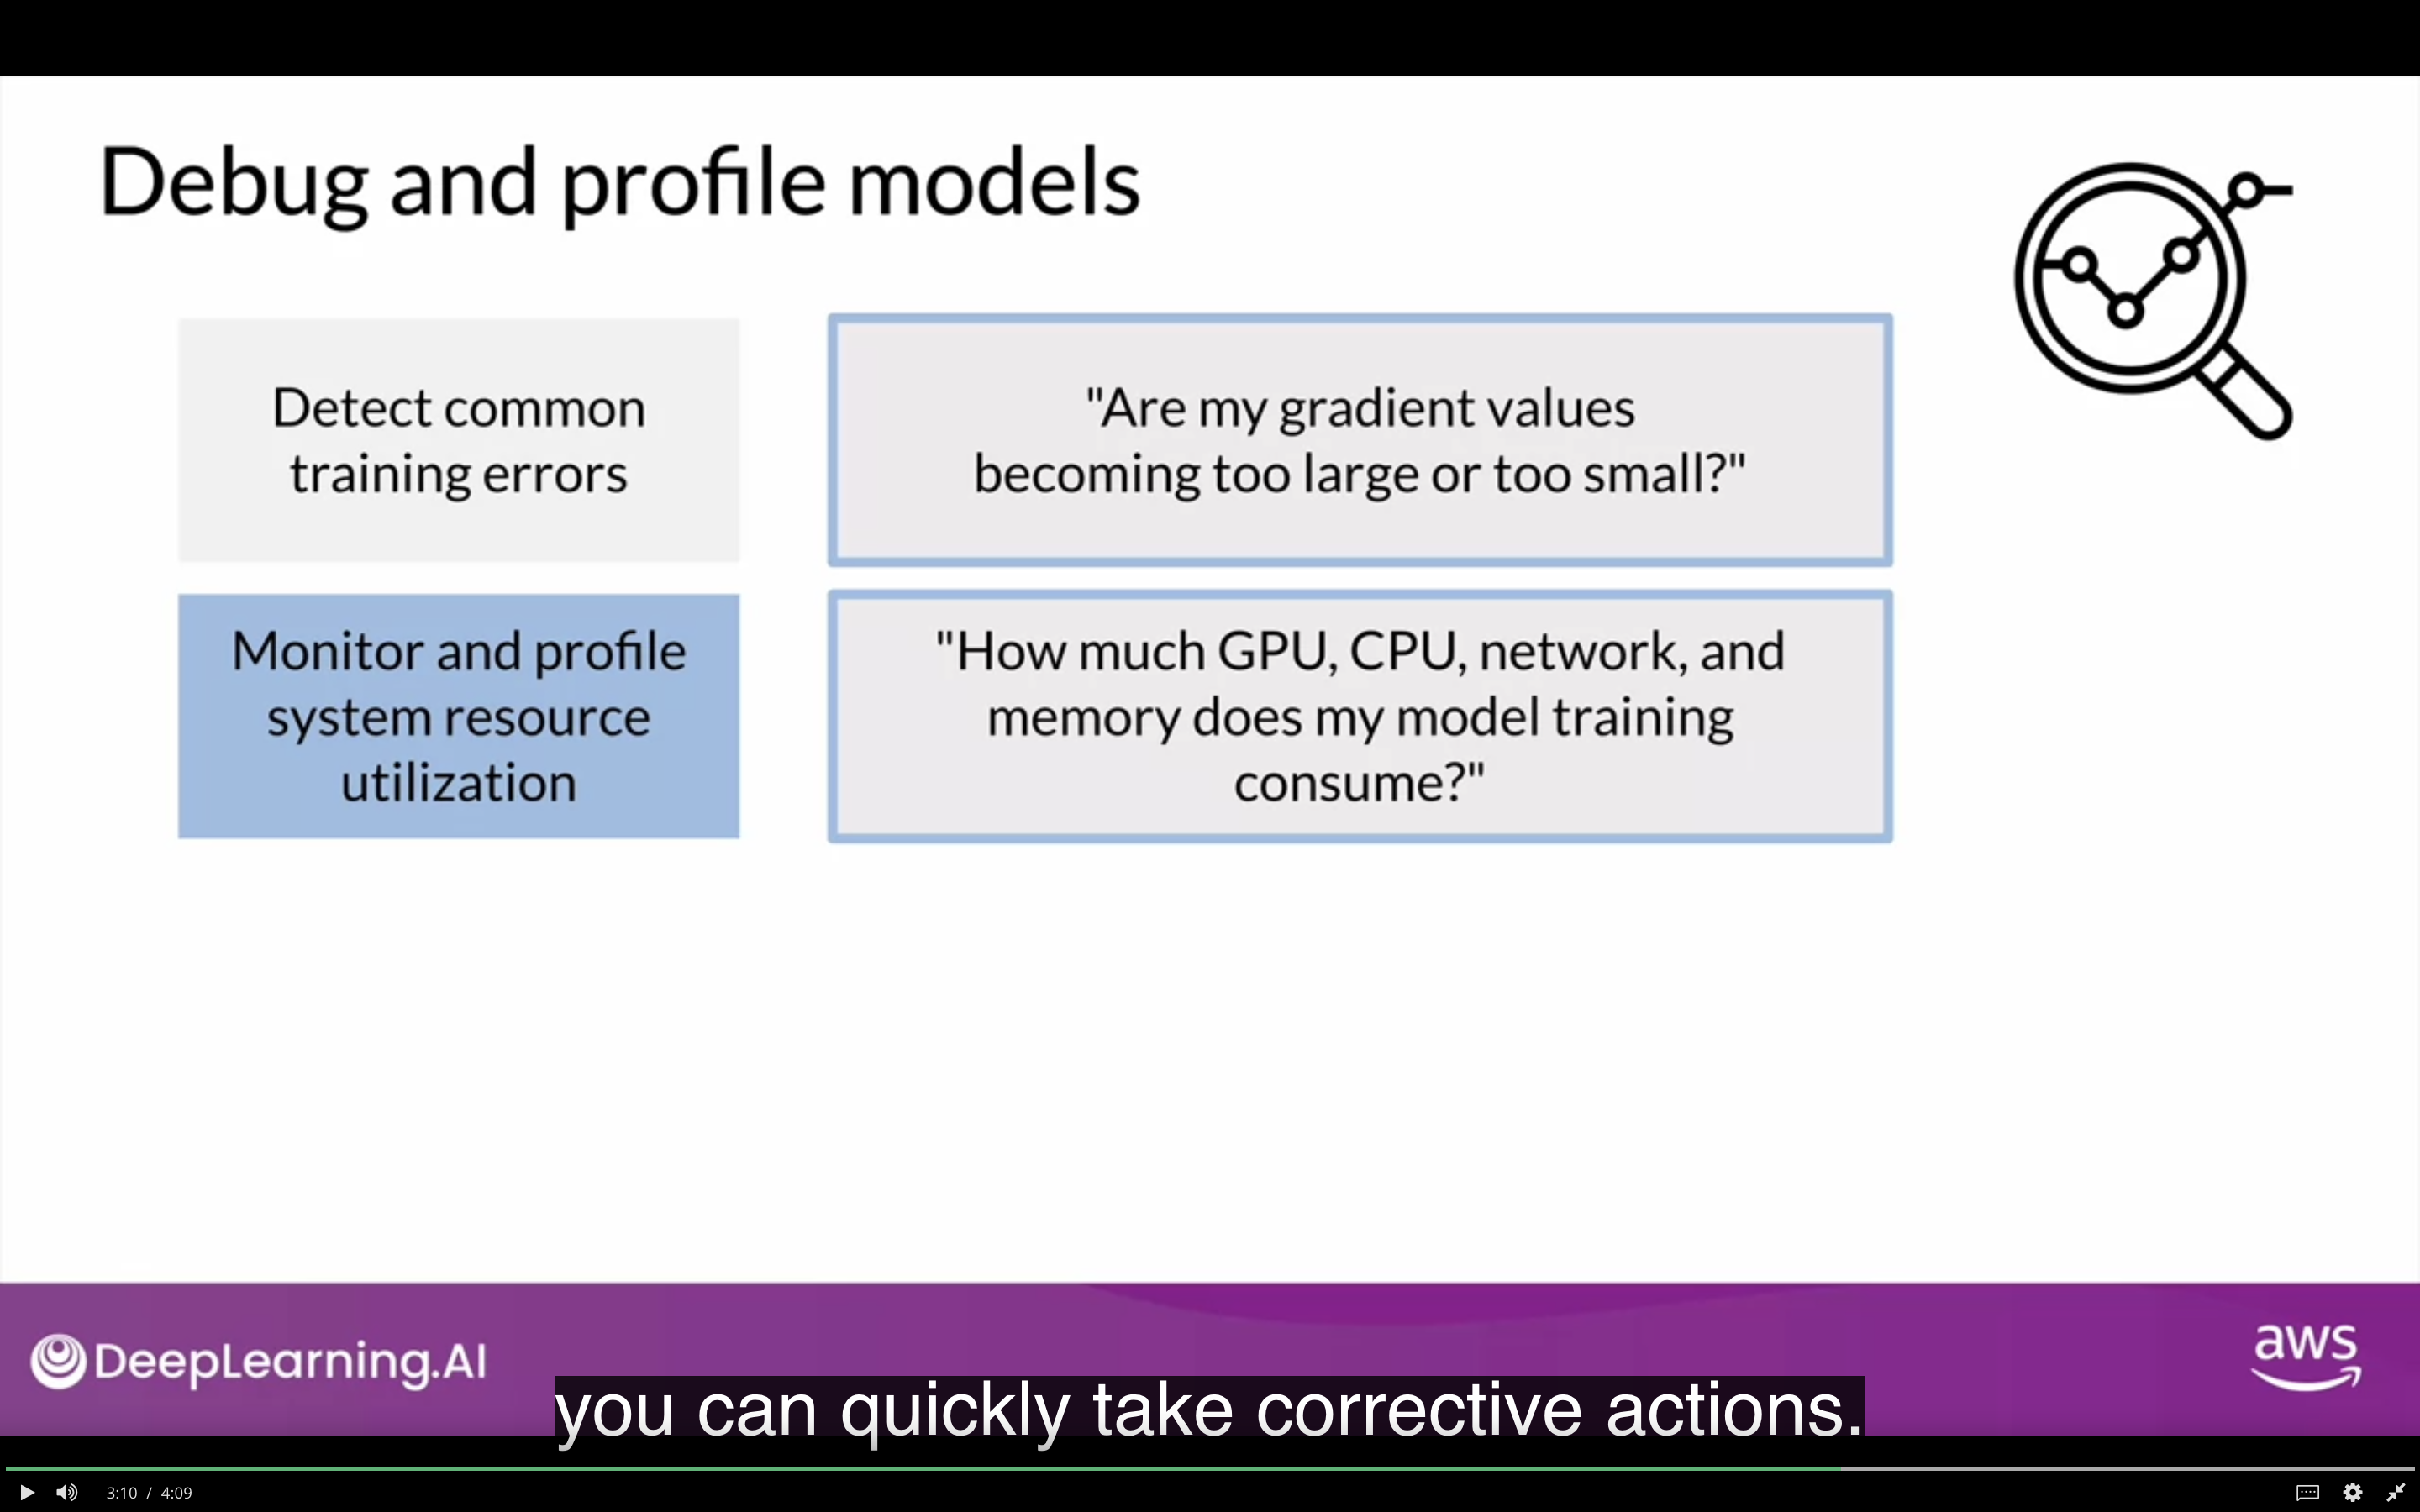 Debug and profile models
Detect common
training errors
"Are my gradient values
becoming too large or too small?"
Monitor and profile
system resource
utilization
"How much GPU, CPU, network, and
memory does my model training
consume?"
DeepLearning.AI
aws
you can quickly take corrective actions.
3:10 / 4:09